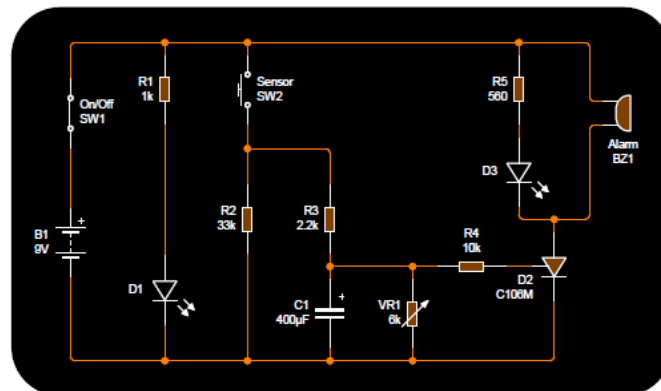 R1
1k
Sensor
SW2
R5
560
On/Off
SW1
Alarm
BZ1
D3
R2
33k
R3
2.2k
R4
10k
B1
9V
+
D1
C1
400µF
+
VR1
6k
D2
C106M